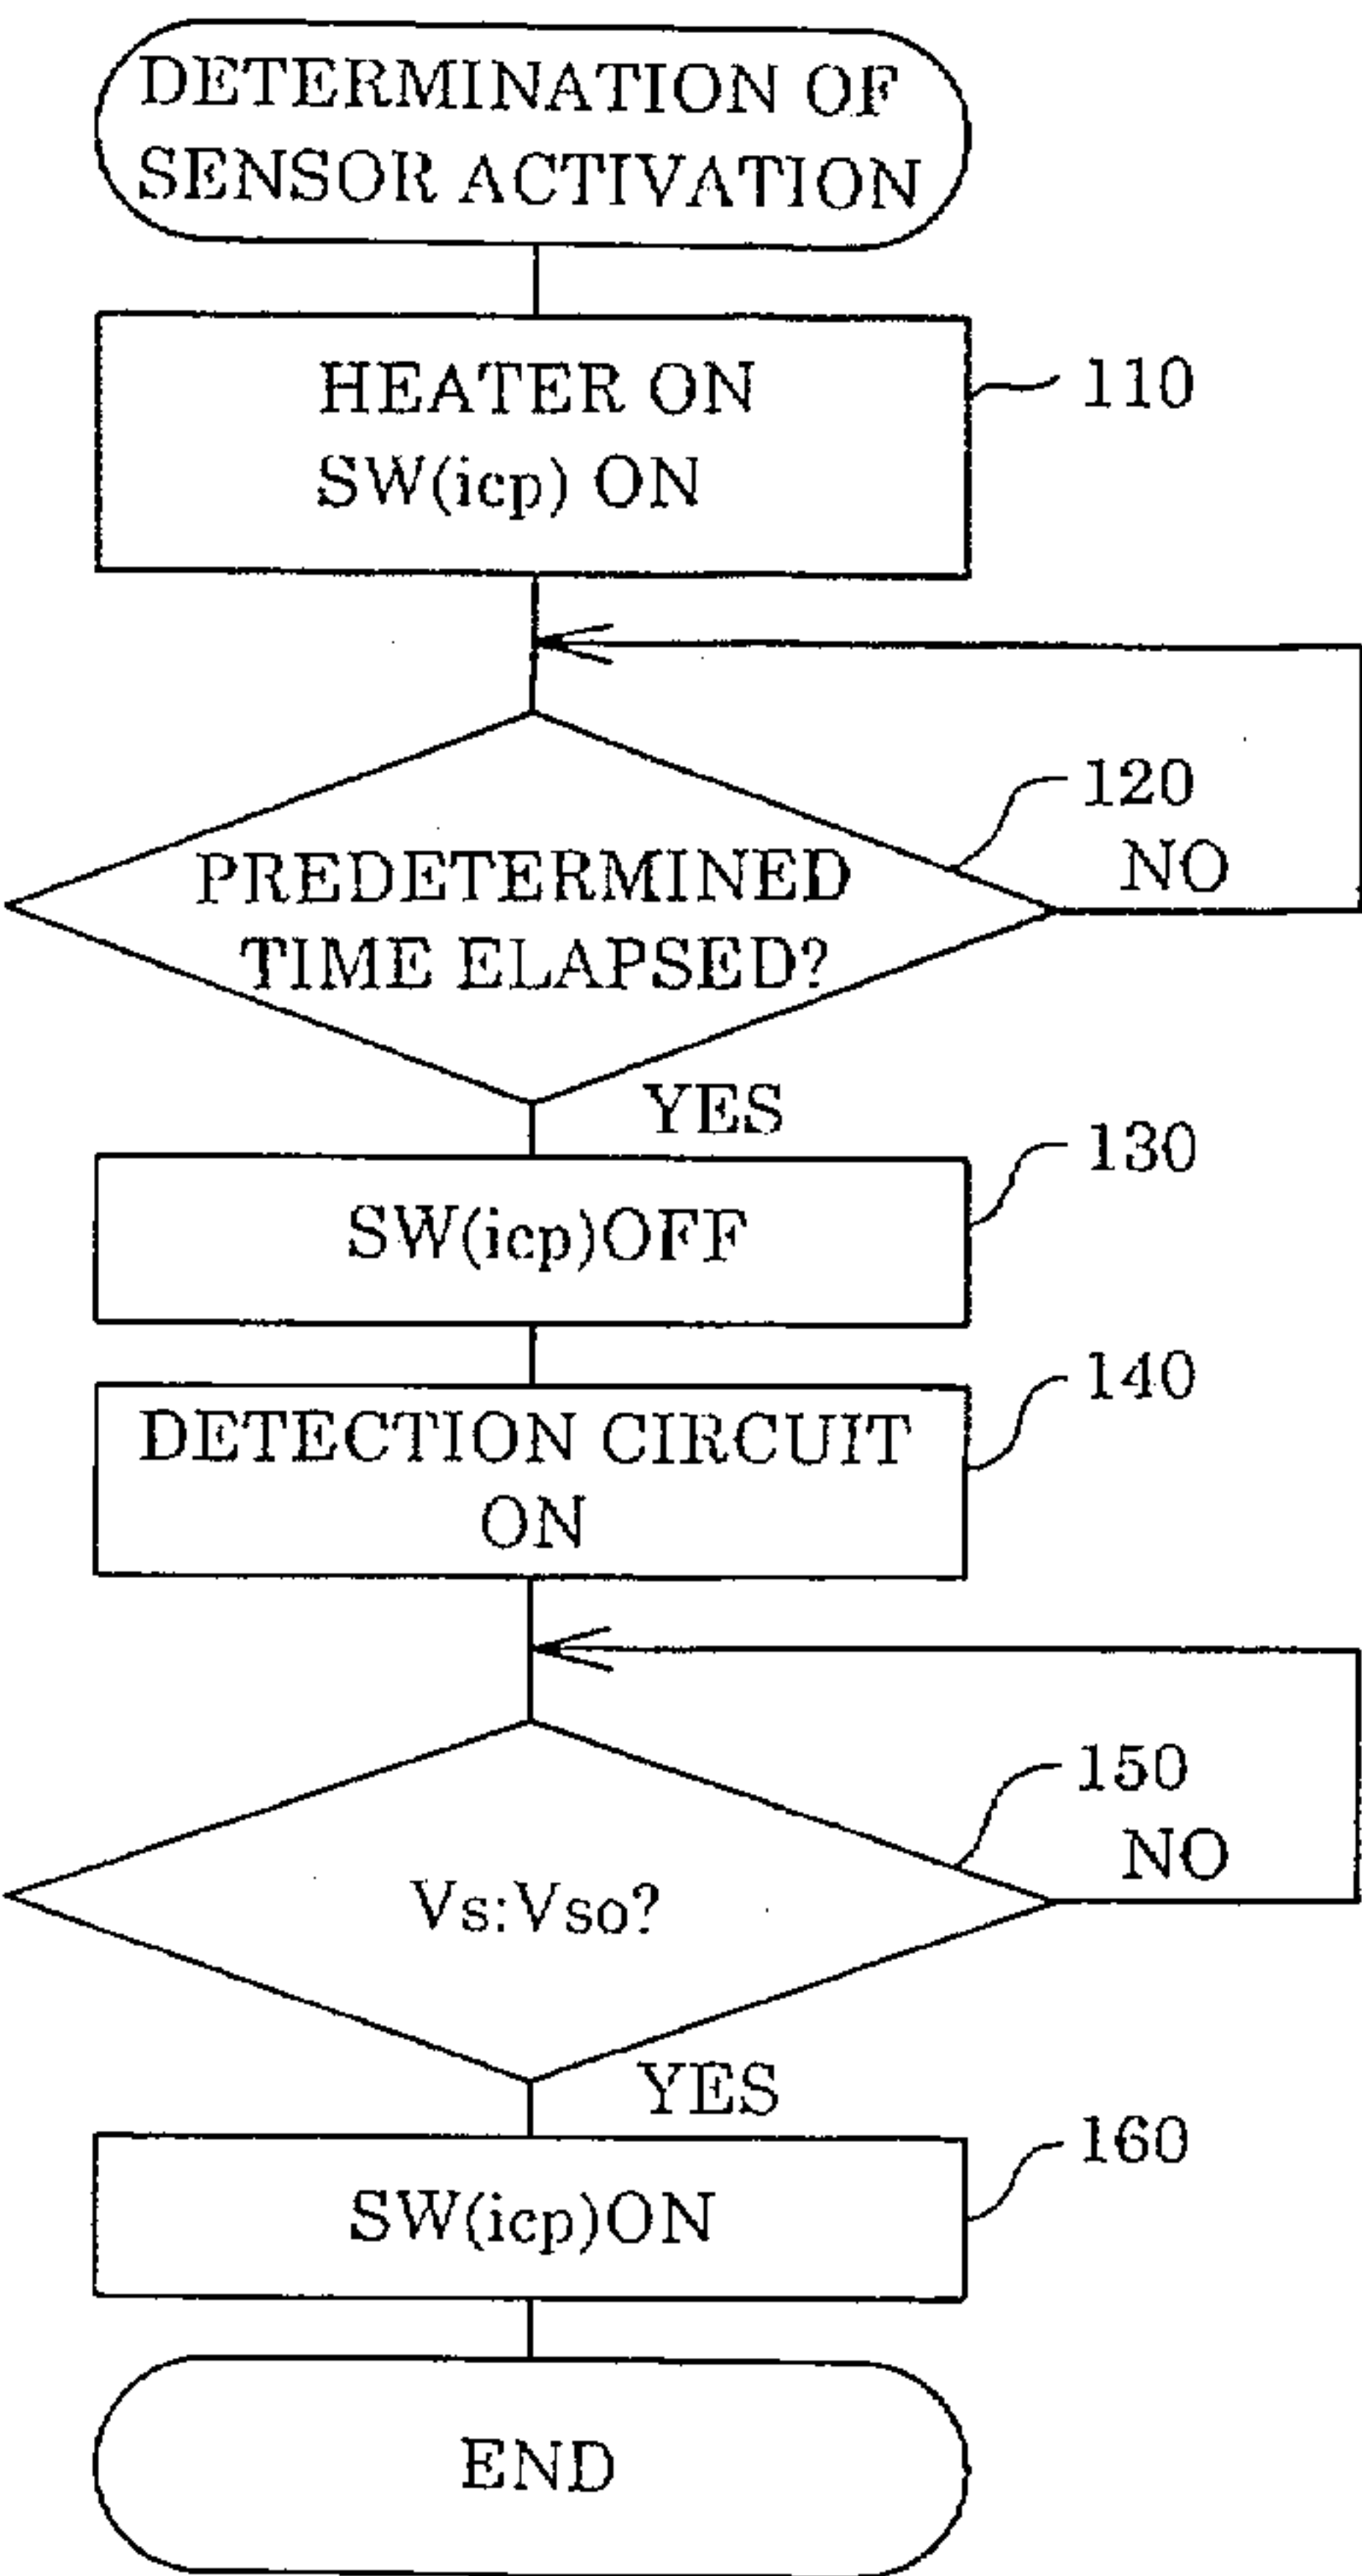 DETERMINATION OF
SENSOR ACTIVATION
HEATER ON
SW(icp) ON
110
120
NO
PREDETERMINED
TIME ELAPSED?
YES
130
SW(icp)OFF
140
DETECTION CIRCUIT
ON
150
NO
Vs:Vso?
YES
160
SW(icp)ON
END